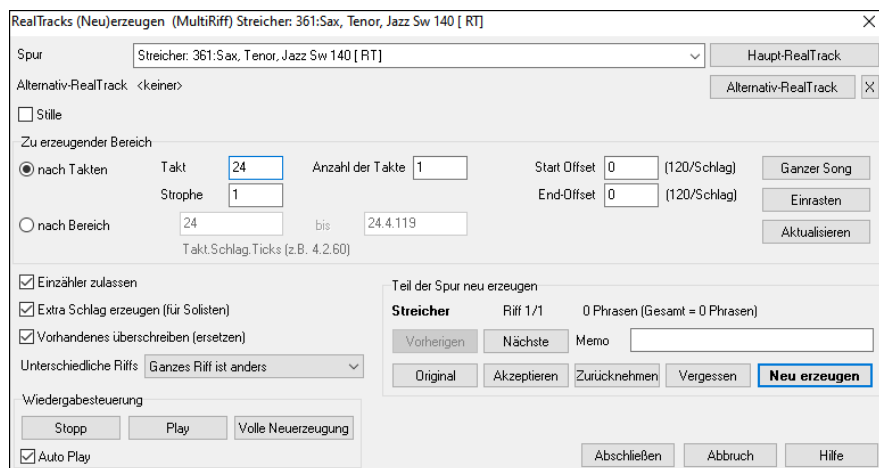 RealTracks (Neu)erzeugen (MultiRiff) Streicher: 361:Sax, Tenor, Jazz Sw 140 [ RT]
Spur Streicher: 361:Sax, Tenor, Jazz Sw 140 [ RT] Haupt-RealTrack
Alternativ-RealTrack <keiner> Alternativ-RealTrack X
Stille
Zu erzeugender Bereich
nach Takten Takt 24 Anzahl der Takte 1 Start Offset 0 (120/Schlag) Ganzer Song
Strophe 1 End-Offset 0 (120/Schlag) Einrasten
nach Bereich 24 bis 24.4.119 Aktualisieren
Takt.Schlag.Ticks (z.B. 4.2.60)
Einzähler zulassen
Teil der Spur neu erzeugen
Extra Schlag erzeugen (für Solisten) Streicher Riff 1/1 0 Phrasen (Gesamt = 0 Phrasen)
Vorhandenes überschreiben (ersetzen) Vorherigen Nächste Memo
Unterschiedliche Riffs Ganzes Riff ist anders Original Akzeptieren Zurücknehmen Vergessen Neu erzeugen
Wiedergabesteuerung
Stopp Play Volle Neuerzeugung
Auto Play Abschließen Abbruch Hilfe